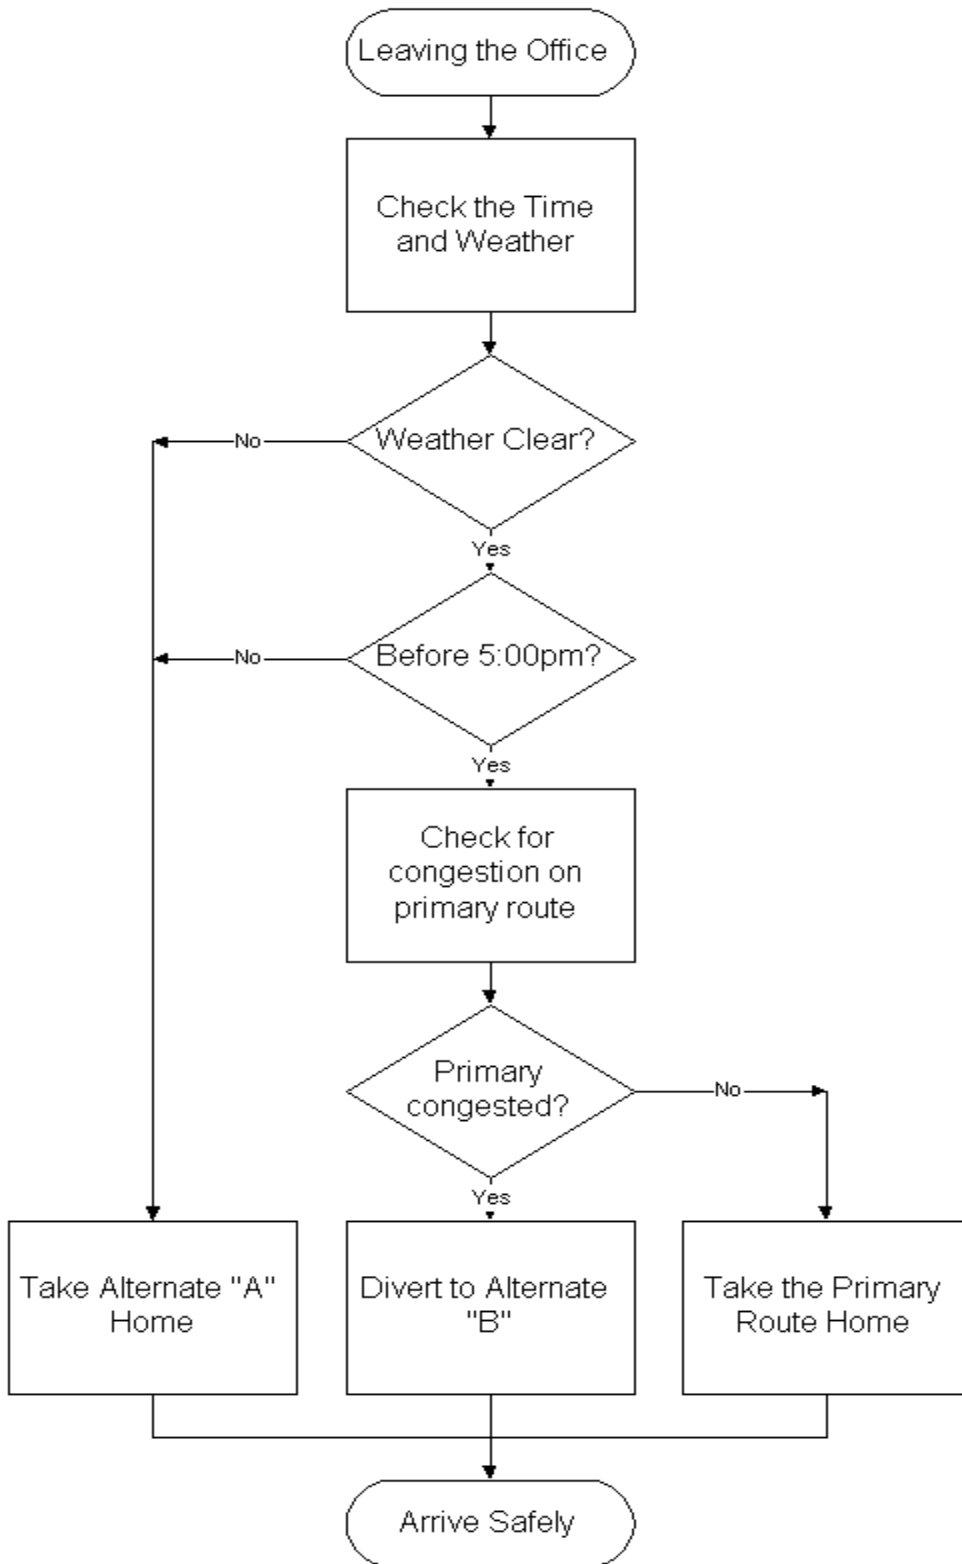 Leaving the Office
Check the Time
and Weather
Weather Clear?
No
Yes
Before 5:00pm?
No
Yes
Check for
congestion on
primary route
Primary
congested?
No
Yes
Take Alternate "A"
Home
Divert to Alternate
"B"
Take the Primary
Route Home
Arrive Safely